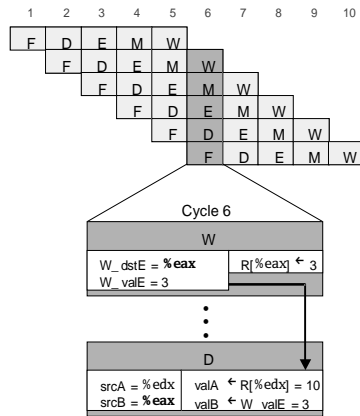 1 2 3 4 5 6 7 8 9 10
F D E M W
F D E M W
F D E M W
F D E M W
F D E M W
F D E M W
Cycle 6
W
W_dstE = %eax
W_valE = 3
R[%eax] ← 3
D
srcA = %edx
srcB = %eax
valA ← R[%edx] = 10
valB ← W_valE = 3